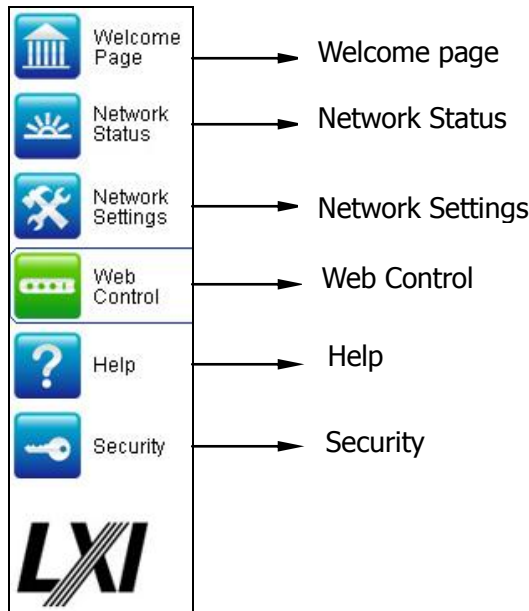 Welcome
Page
Welcome page
Network
Status
Network Status
Network
Settings
Network Settings
Web
Control
Web Control
Help
Help
Security
Security
LXI